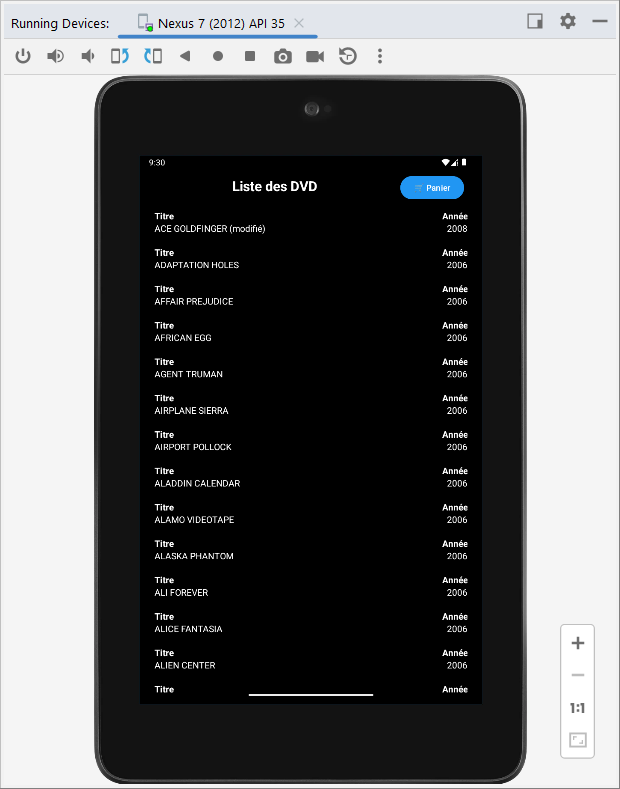 Running Devices: Nexus 7 (2012) API 35
9:30
Liste des DVD Panier
Titre Année
ACE GOLDFINGER (modifié) 2008
Titre Année
ADAPTATION HOLES 2006
Titre Année
AFFAIR PREJUDICE 2006
Titre Année
AFRICAN EGG 2006
Titre Année
AGENT TRUMAN 2006
Titre Année
AIRPLANE SIERRA 2006
Titre Année
AIRPORT POLLOCK 2006
Titre Année
ALADDIN CALENDAR 2006
Titre Année
ALAMO VIDEOTAPE 2006
Titre Année
ALASKA PHANTOM 2006
Titre Année
ALI FOREVER 2006
Titre Année
ALICE FANTASIA 2006
Titre Année
ALIEN CENTER 2006
Titre Année
1:1